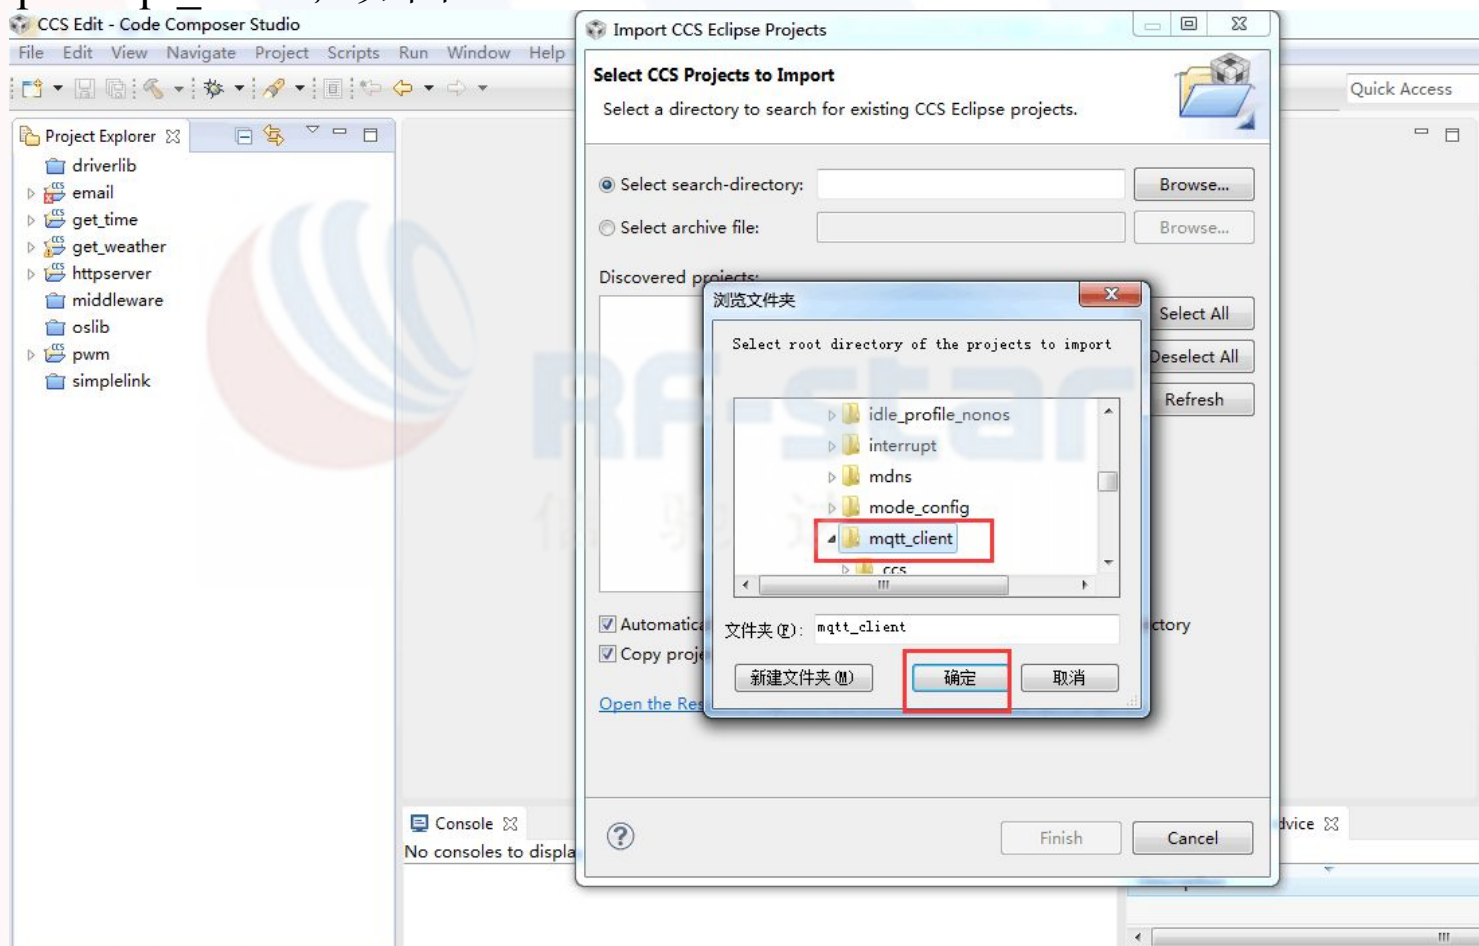 CCS Edit - Code Composer Studio
File Edit View Navigate Project Scripts Run Window Help
Quick Access
Project Explorer
driverlib
email
get_time
get_weather
httpserver
middleware
oslib
pwm
simplelink
Import CCS Eclipse Projects
Select CCS Projects to Import
Select a directory to search for existing CCS Eclipse projects.
Select search-directory:
Browse...
Select archive file:
Browse...
Discovered projects:
Select All
Deselect All
Refresh
浏览文件夹
Select root directory of the projects to import
idle_profile_nonos
interrupt
mdns
mode_config
mqtt_client
ccs
文件夹(F): mqtt_client
新建文件夹(M) 确定 取消
Automatica
ctory
Copy proje
Open the Res
Finish Cancel
Console
No consoles to displa
dvice
RF-star